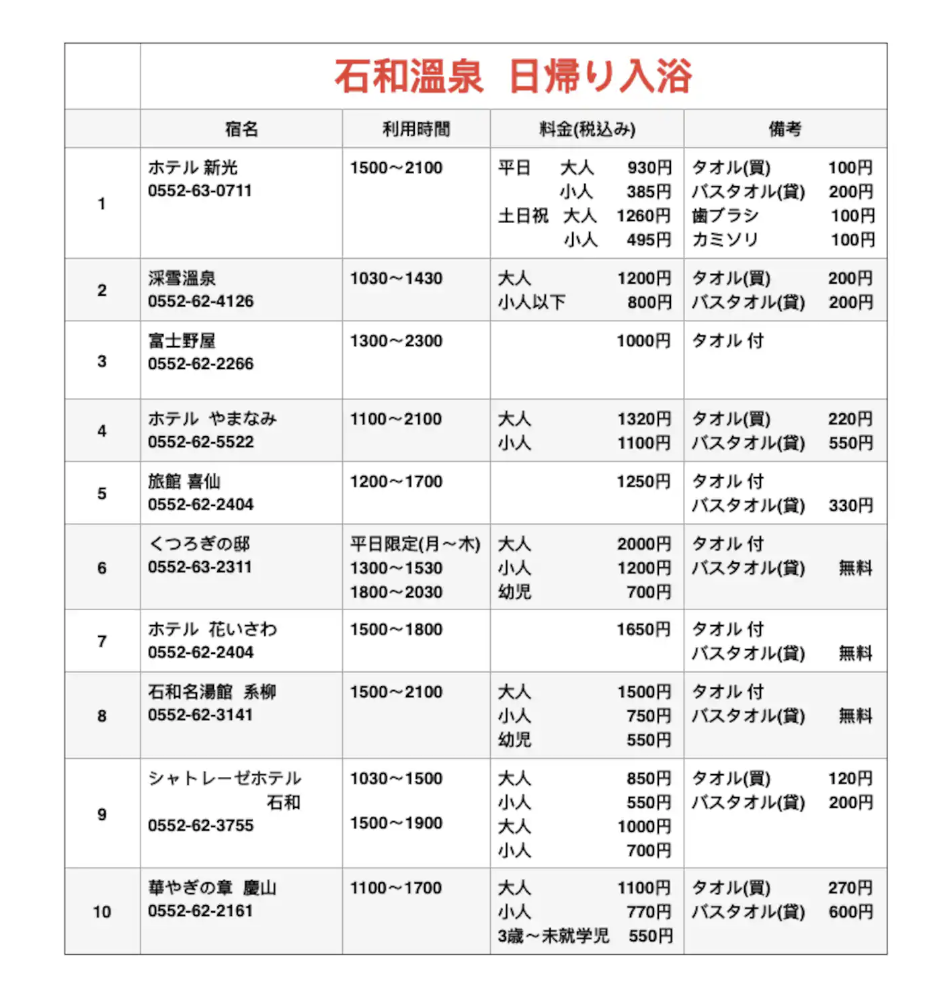 石和溫泉 日帰り入浴
宿名 利用時間 料金(税込み) 備考
1 ホテル 新光 1500〜2100 平日 大人 930円 タオル(買) 100円
0552-63-0711 小人 385円 バスタオル(貸) 200円
土日祝 大人 1260円 歯ブラシ 100円
小人 495円 カミソリ 100円
2 深雪溫泉 1030〜1430 大人 1200円 タオル(買) 200円
0552-62-4126 小人以下 800円 バスタオル(貸) 200円
3 富士野屋 1300〜2300 1000円 タオル 付
0552-62-2266
4 ホテル やまなみ 1100〜2100 大人 1320円 タオル(買) 220円
0552-62-5522 小人 1100円 バスタオル(貸) 550円
5 旅館 喜仙 1200〜1700 1250円 タオル 付
0552-62-2404 バスタオル(貸) 330円
6 くつろぎの邸 平日限定(月〜木) 大人 2000円 タオル 付
0552-63-2311 1300〜1530 小人 1200円 バスタオル(貸) 無料
1800〜2030 幼児 700円
7 ホテル 花いさわ 1500〜1800 1650円 タオル 付
0552-62-2404 バスタオル(貸) 無料
8 石和名湯館 系柳 1500〜2100 大人 1500円 タオル 付
0552-62-3141 小人 750円 バスタオル(貸) 無料
幼児 550円
9 シャトレーゼホテル 1030〜1500 大人 850円 タオル(買) 120円
石和 小人 550円 バスタオル(貸) 200円
0552-62-3755 1500〜1900 大人 1000円
小人 700円
10 華やぎの章 慶山 1100〜1700 大人 1100円 タオル(買) 270円
0552-62-2161 小人 770円 バスタオル(貸) 600円
3歳〜未就学児 550円